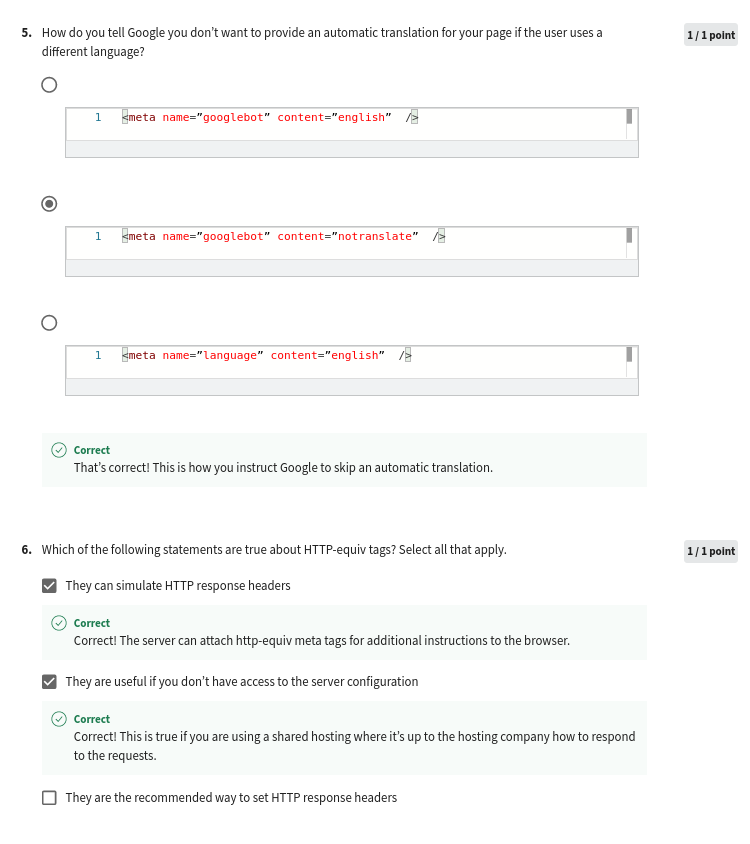 5. How do you tell Google you don’t want to provide an automatic translation for your page if the user uses a
different language?
1 / 1 point
1 <meta name=”googlebot” content=”english” />
1 <meta name=”googlebot” content=”notranslate” />
1 <meta name=”language” content=”english” />
Correct
That’s correct! This is how you instruct Google to skip an automatic translation.
6. Which of the following statements are true about HTTP-equiv tags? Select all that apply.
1 / 1 point
They can simulate HTTP response headers
Correct
Correct! The server can attach http-equiv meta tags for additional instructions to the browser.
They are useful if you don’t have access to the server configuration
Correct
Correct! This is true if you are using a shared hosting where it’s up to the hosting company how to respond
to the requests.
They are the recommended way to set HTTP response headers